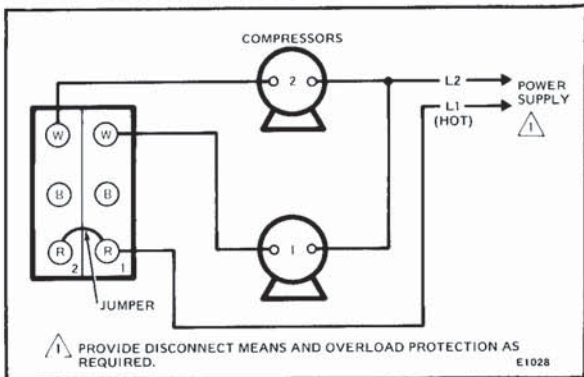 COMPRESSORS
2
L2
POWER
SUPPLY
L1
(HOT)
1
W W
B B
R R
2 1
1
JUMPER
1 PROVIDE DISCONNECT MEANS AND OVERLOAD PROTECTION AS
REQUIRED.
E1028